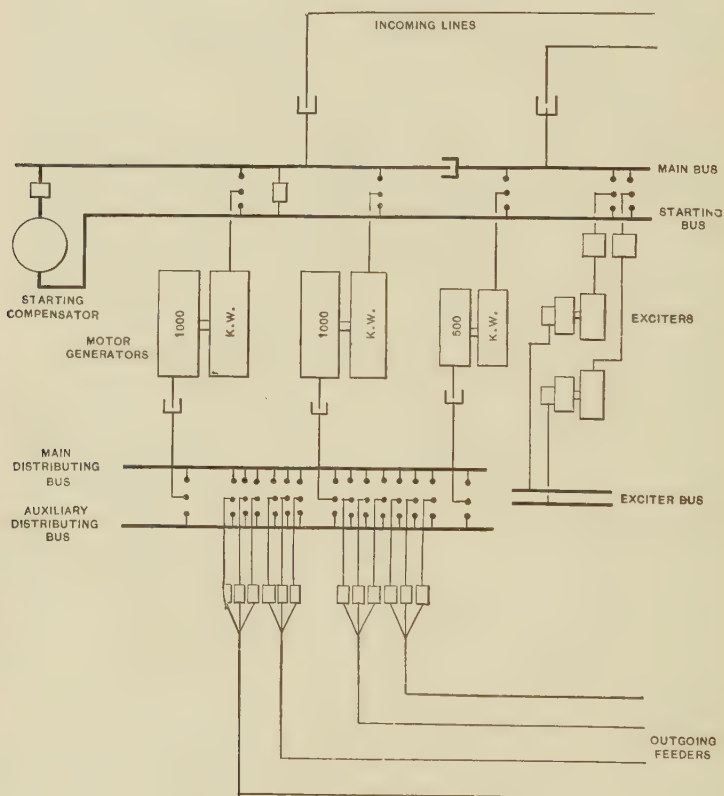 INCOMING LINES
MAIN BUS
STARTING
BUS
STARTING
COMPENSATOR
MOTOR
GENERATORS
1000
K.W.
1000
K.W.
500
K.W.
EXCITERS
MAIN
DISTRIBUTING
BUS
AUXILIARY
DISTRIBUTING
BUS
EXCITER BUS
OUTGOING
FEEDERS